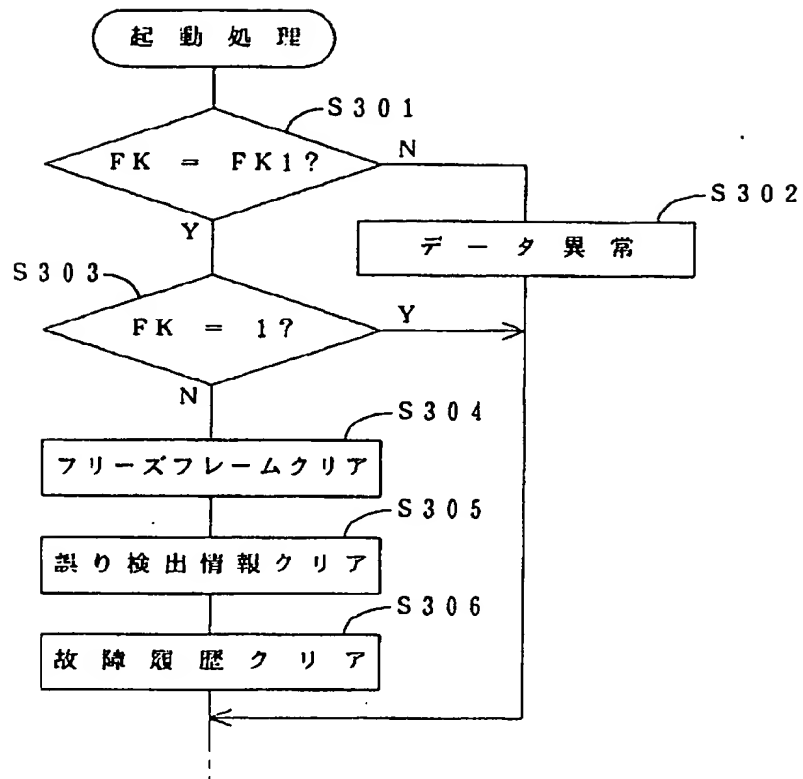 起動処理
S301
FK = FK1?
N
S302
Y
データ異常
S303
FK = 1?
Y
N
S304
フリーズフレームクリア
S305
誤り検出情報クリア
S306
故障履歴クリア